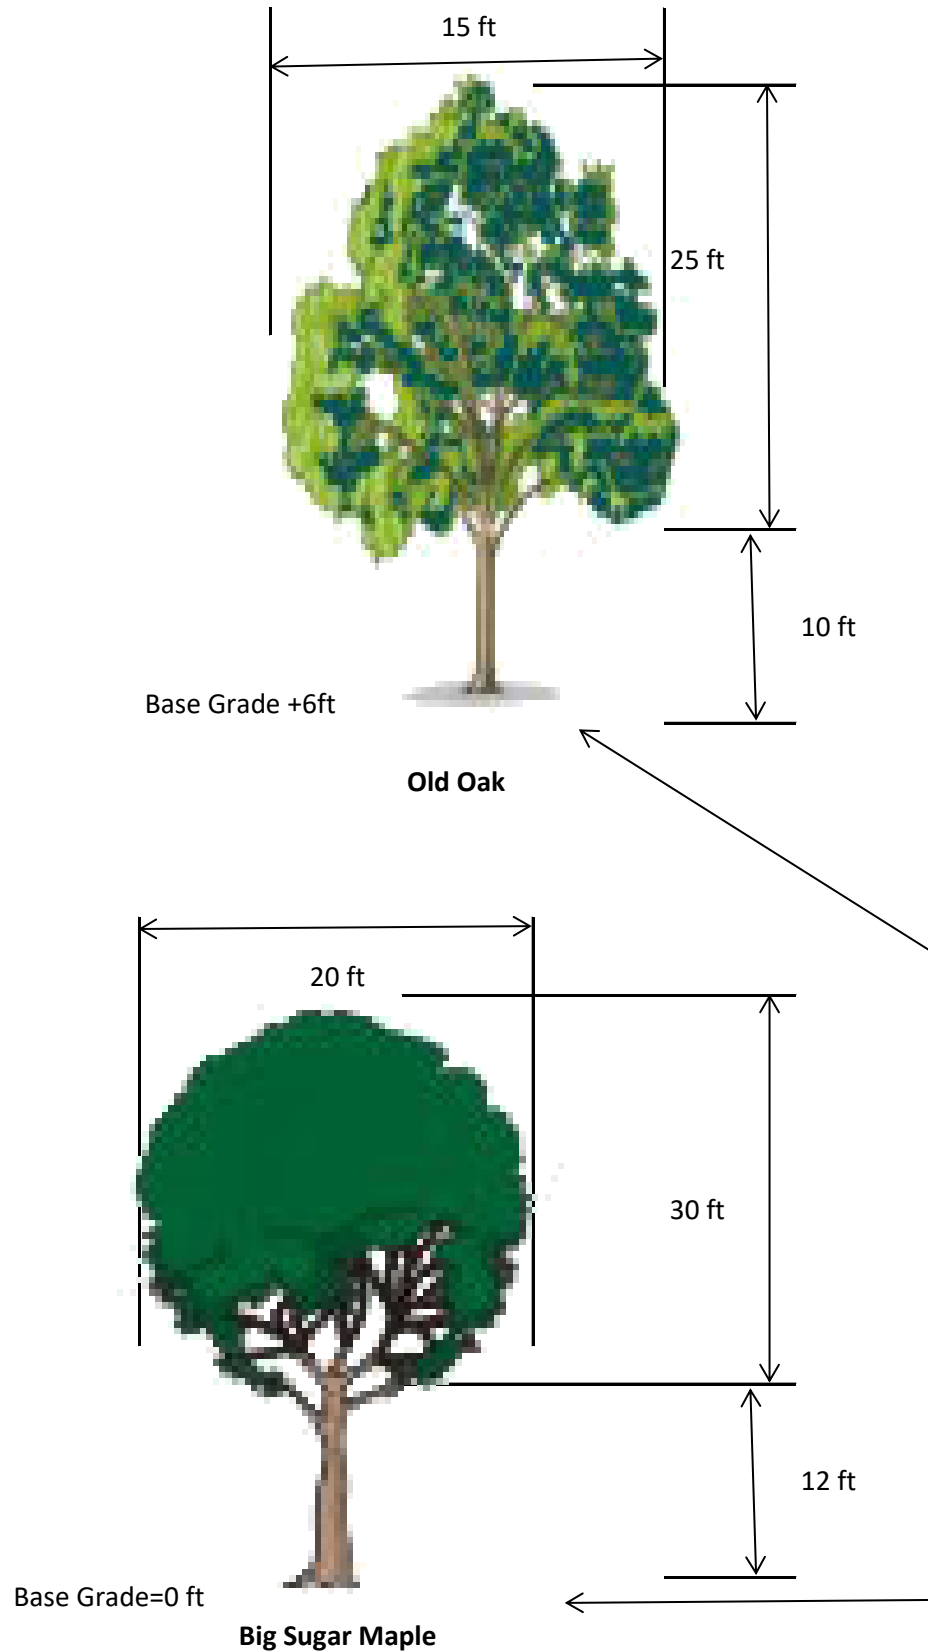 15 ft
25 ft
10 ft
Base Grade +6ft
Old Oak
20 ft
30 ft
12 ft
Base Grade=0 ft
Big Sugar Maple